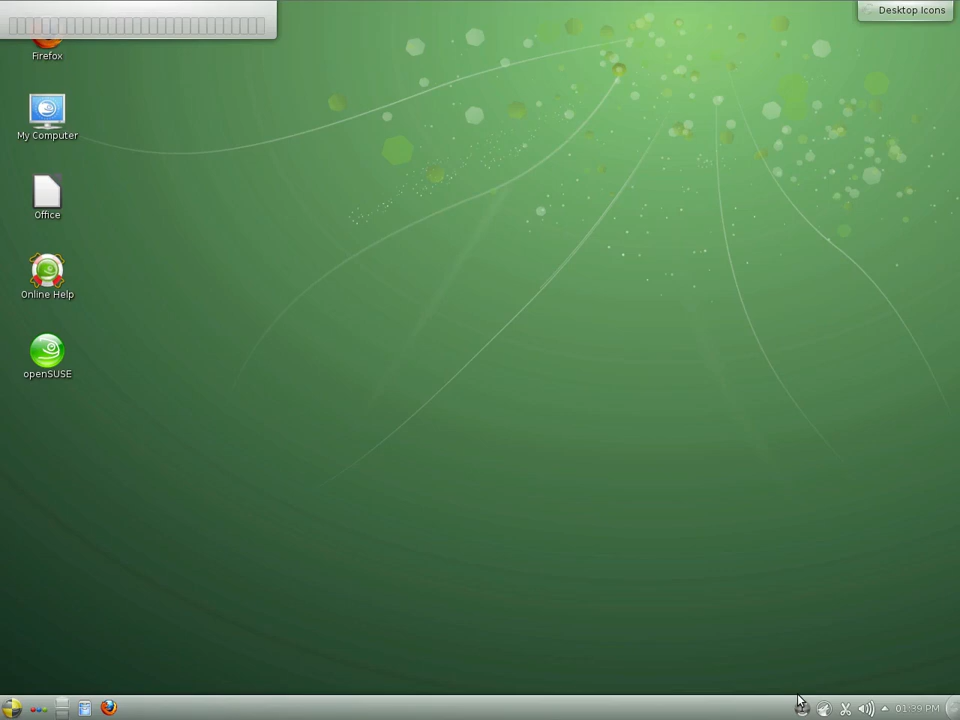 Desktop Icons
Firefox
My Computer
Office
Online Help
openSUSE
01:39 PM